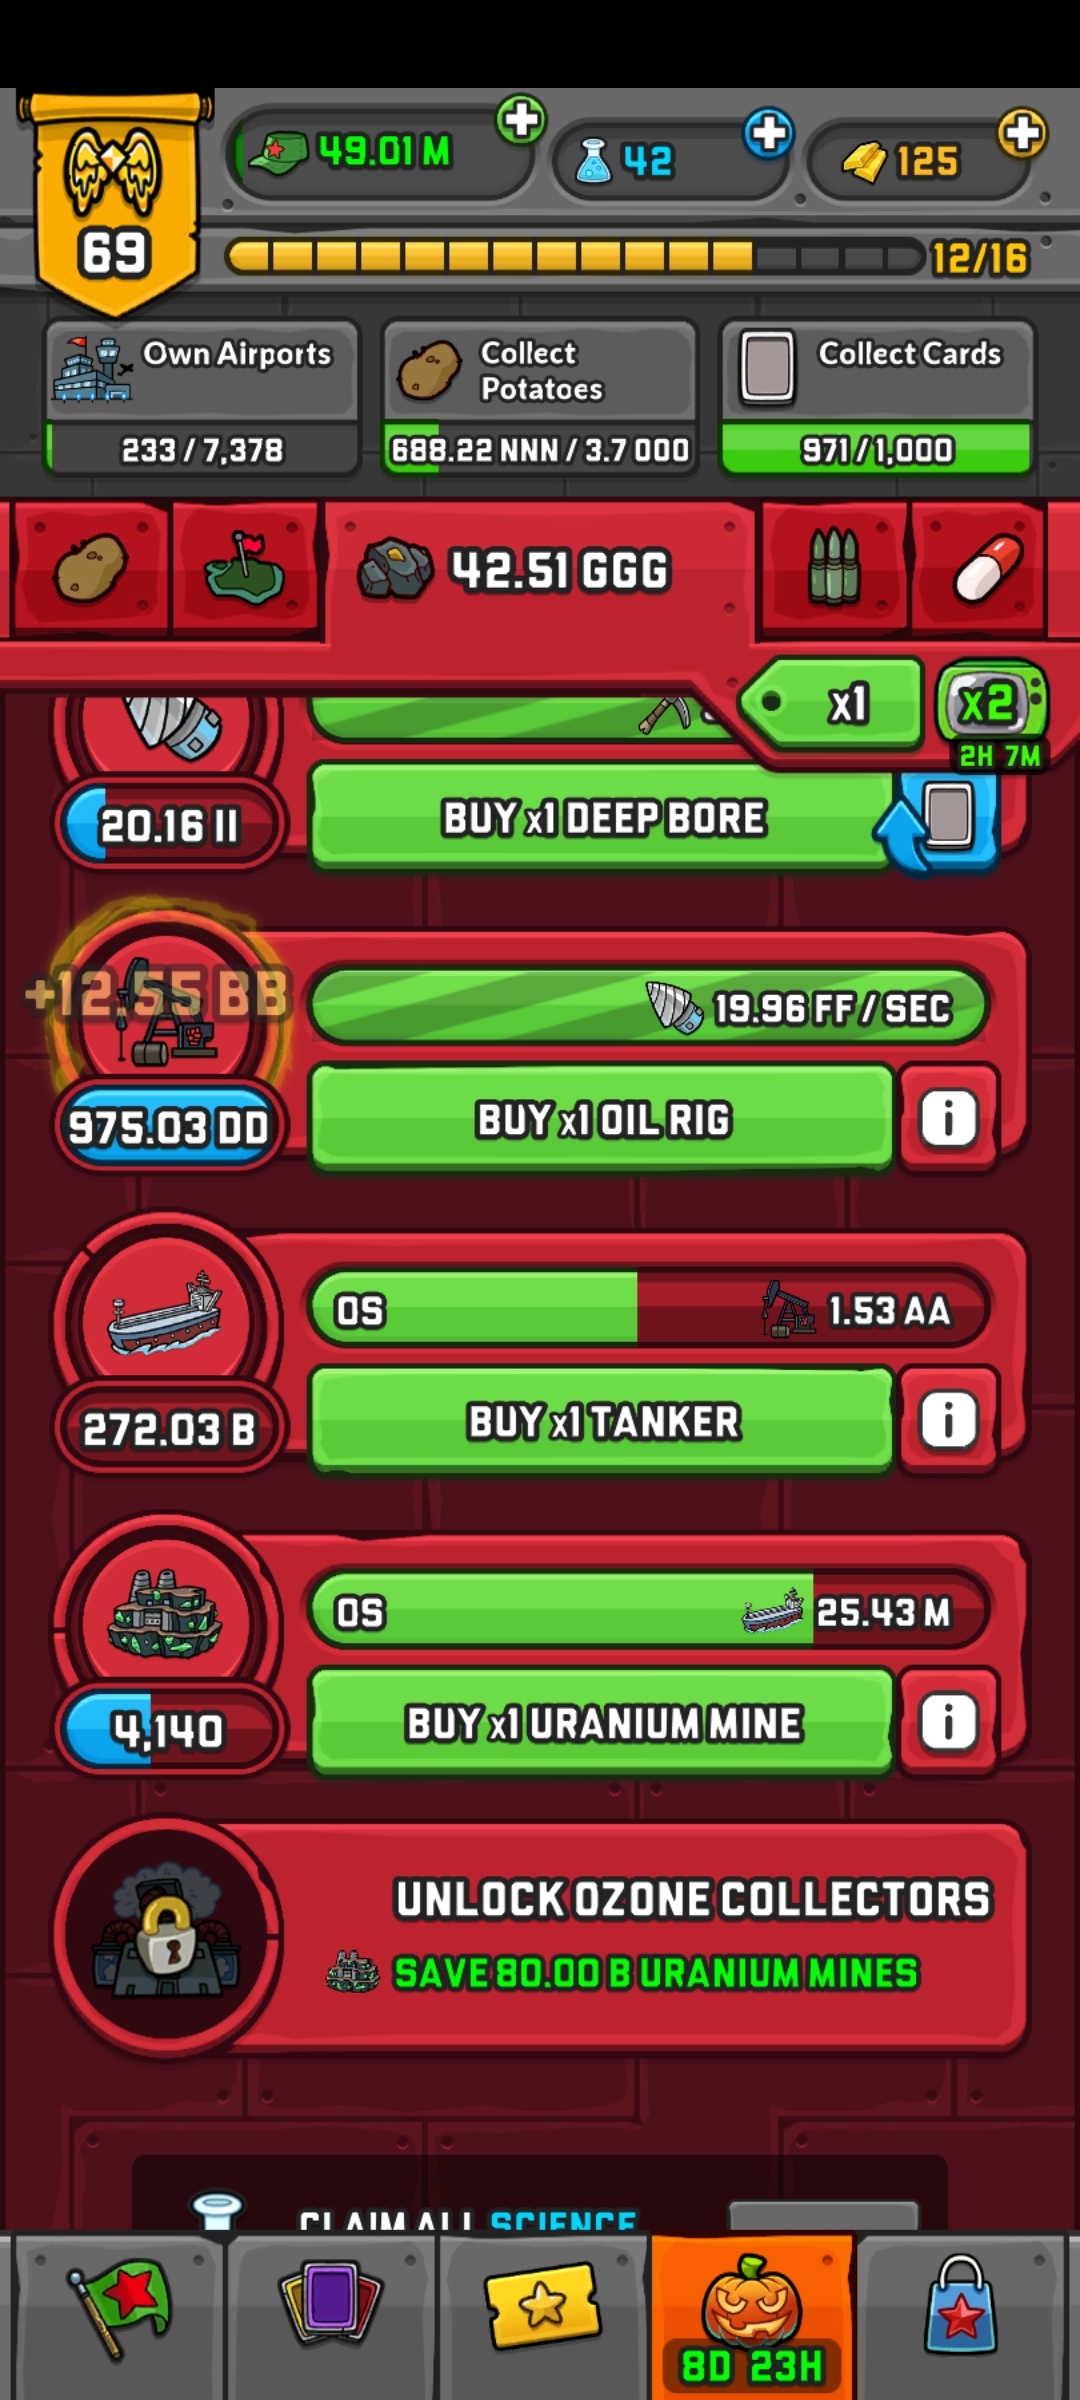 49.01 M
42
125
69
12/16
Own Airports
233 / 7,378
Collect
Potatoes
688.22 NNN / 3.7 OOO
Collect Cards
971 / 1,000
42.51 GGG
x1
x2
2H 7M
20.16 II
BUY x1 DEEP BORE
+12.55 BB
19.96 FF / SEC
975.03 DD
BUY x1 OIL RIG
0S
1.53 AA
272.03 B
BUY x1 TANKER
0S
25.43 M
4,140
BUY x1 URANIUM MINE
UNLOCK OZONE COLLECTORS
SAVE 80.00 B URANIUM MINES
CLAIM ALL SCIENCE
8D 23H